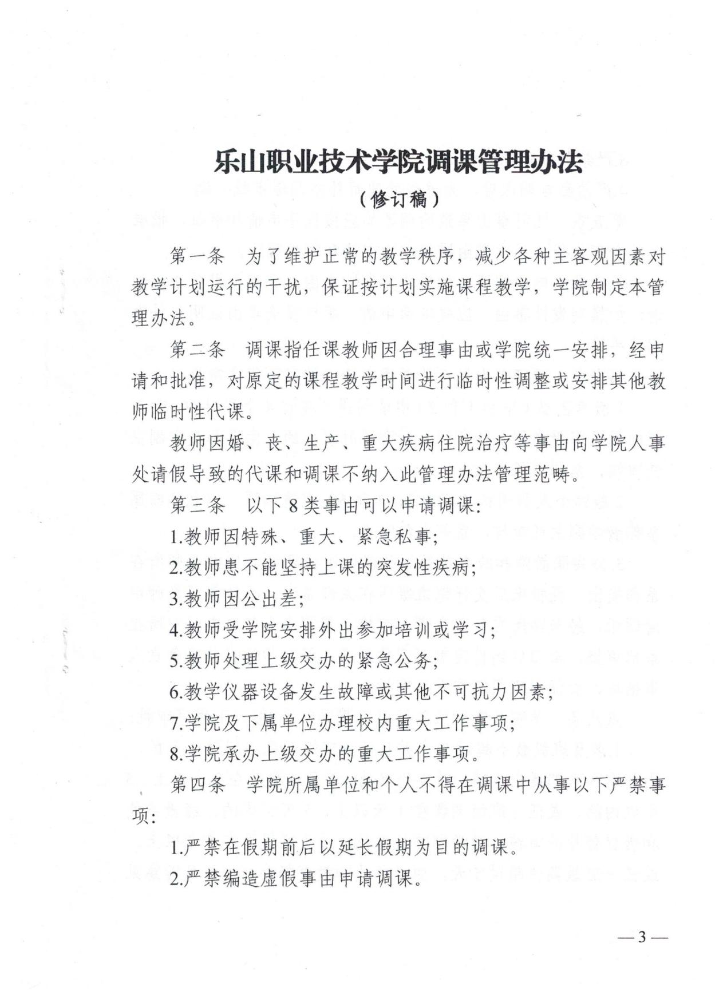 乐山职业技术学院调课管理办法
（修订稿）
第一条　为了维护正常的教学秩序，减少各种主客观因素对
教学计划运行的干扰，保证按计划实施课程教学，学院制定本管
理办法。
第二条　调课指任课教师因合理事由或学院统一安排，经申
请和批准，对原定的课程教学时间进行临时性调整或安排其他教
师临时性代课。
教师因婚、丧、生产、重大疾病住院治疗等事由向学院人事
处请假导致的代课和调课不纳入此管理办法管理范畴。
第三条　以下 8 类事由可以申请调课：
1.教师因特殊、重大、紧急私事；
2.教师患不能坚持上课的突发性疾病；
3.教师因公出差；
4.教师受学院安排外出参加培训或学习；
5.教师处理上级交办的紧急公务；
6.教学仪器设备发生故障或其他不可抗力因素；
7.学院及下属单位办理校内重大工作事项；
8.学院承办上级交办的重大工作事项。
第四条　学院所属单位和个人不得在调课中从事以下严禁事
项：
1.严禁在假期前后以延长假期为目的调课。
2.严禁编造虚假事由申请调课。
— 3 —